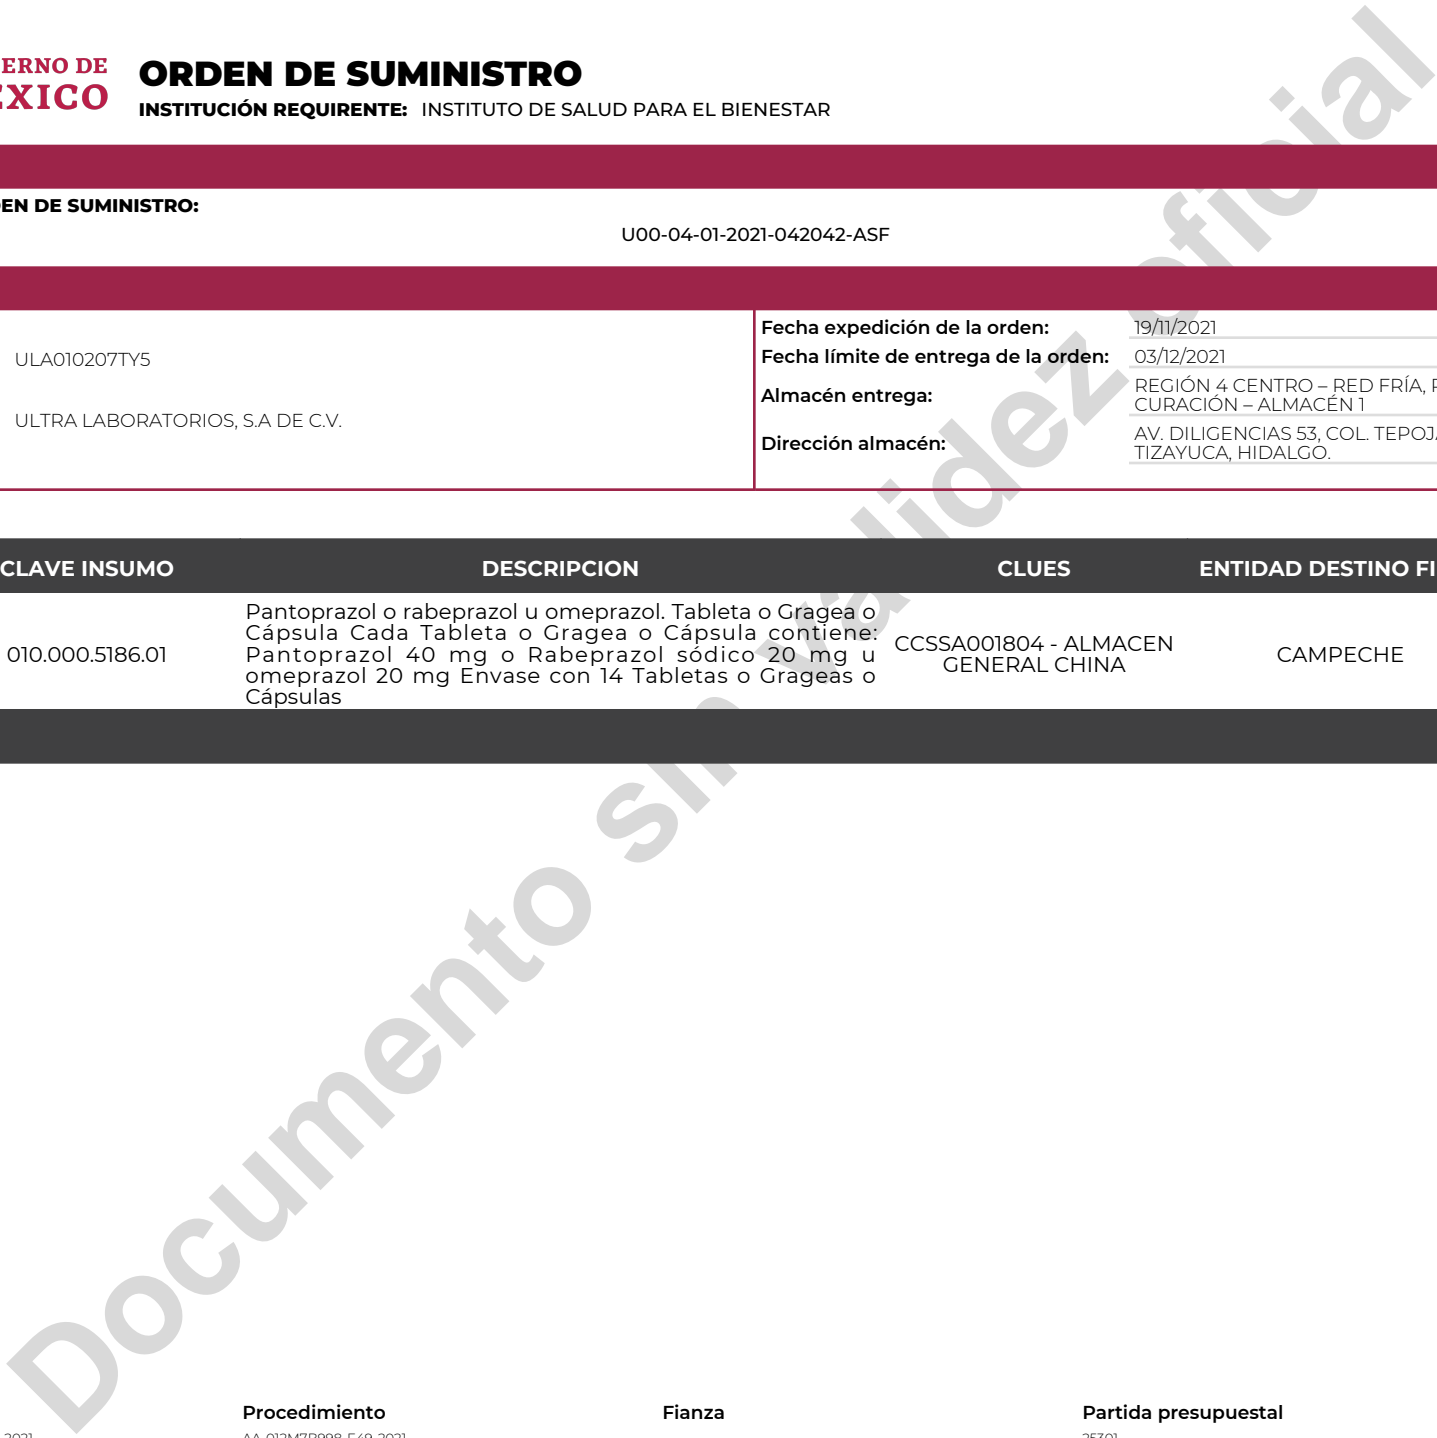 ORDEN DE SUMINISTRO
INSTITUCIÓN REQUIRENTE: INSTITUTO DE SALUD PARA EL BIENESTAR
ERNO DE
EXICO
EN DE SUMINISTRO:
U00-04-01-2021-042042-ASF
ULA010207TY5
ULTRA LABORATORIOS, S.A DE C.V.
Fecha expedición de la orden: 19/11/2021
Fecha límite de entrega de la orden: 03/12/2021
Almacén entrega: REGIÓN 4 CENTRO – RED FRÍA,
CURACIÓN – ALMACÉN 1
Dirección almacén: AV. DILIGENCIAS 53, COL. TEPOJ
TIZAYUCA, HIDALGO.
CLAVE INSUMO DESCRIPCION CLUES ENTIDAD DESTINO FI
Pantoprazol o rabeprazol u omeprazol. Tableta o Gragea o
Cápsula Cada Tableta o Gragea o Cápsula contiene:
Pantoprazol 40 mg o Rabeprazol sódico 20 mg u
omeprazol 20 mg Envase con 14 Tabletas o Grageas o
Cápsulas
010.000.5186.01
CCSSA001804 - ALMACEN
GENERAL CHINA
CAMPECHE
Documento sin validez oficial
Procedimiento Fianza Partida presupuestal